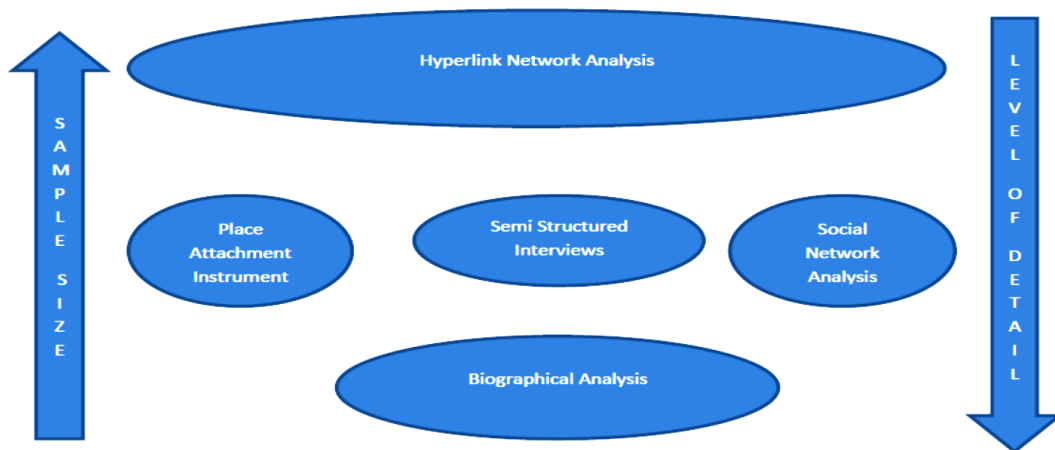 Hyperlink Network Analysis
SAMPLE SIZE
LEVEL OF DETAIL
Place
Attachment
Instrument
Semi Structured
Interviews
Social
Network
Analysis
Biographical Analysis